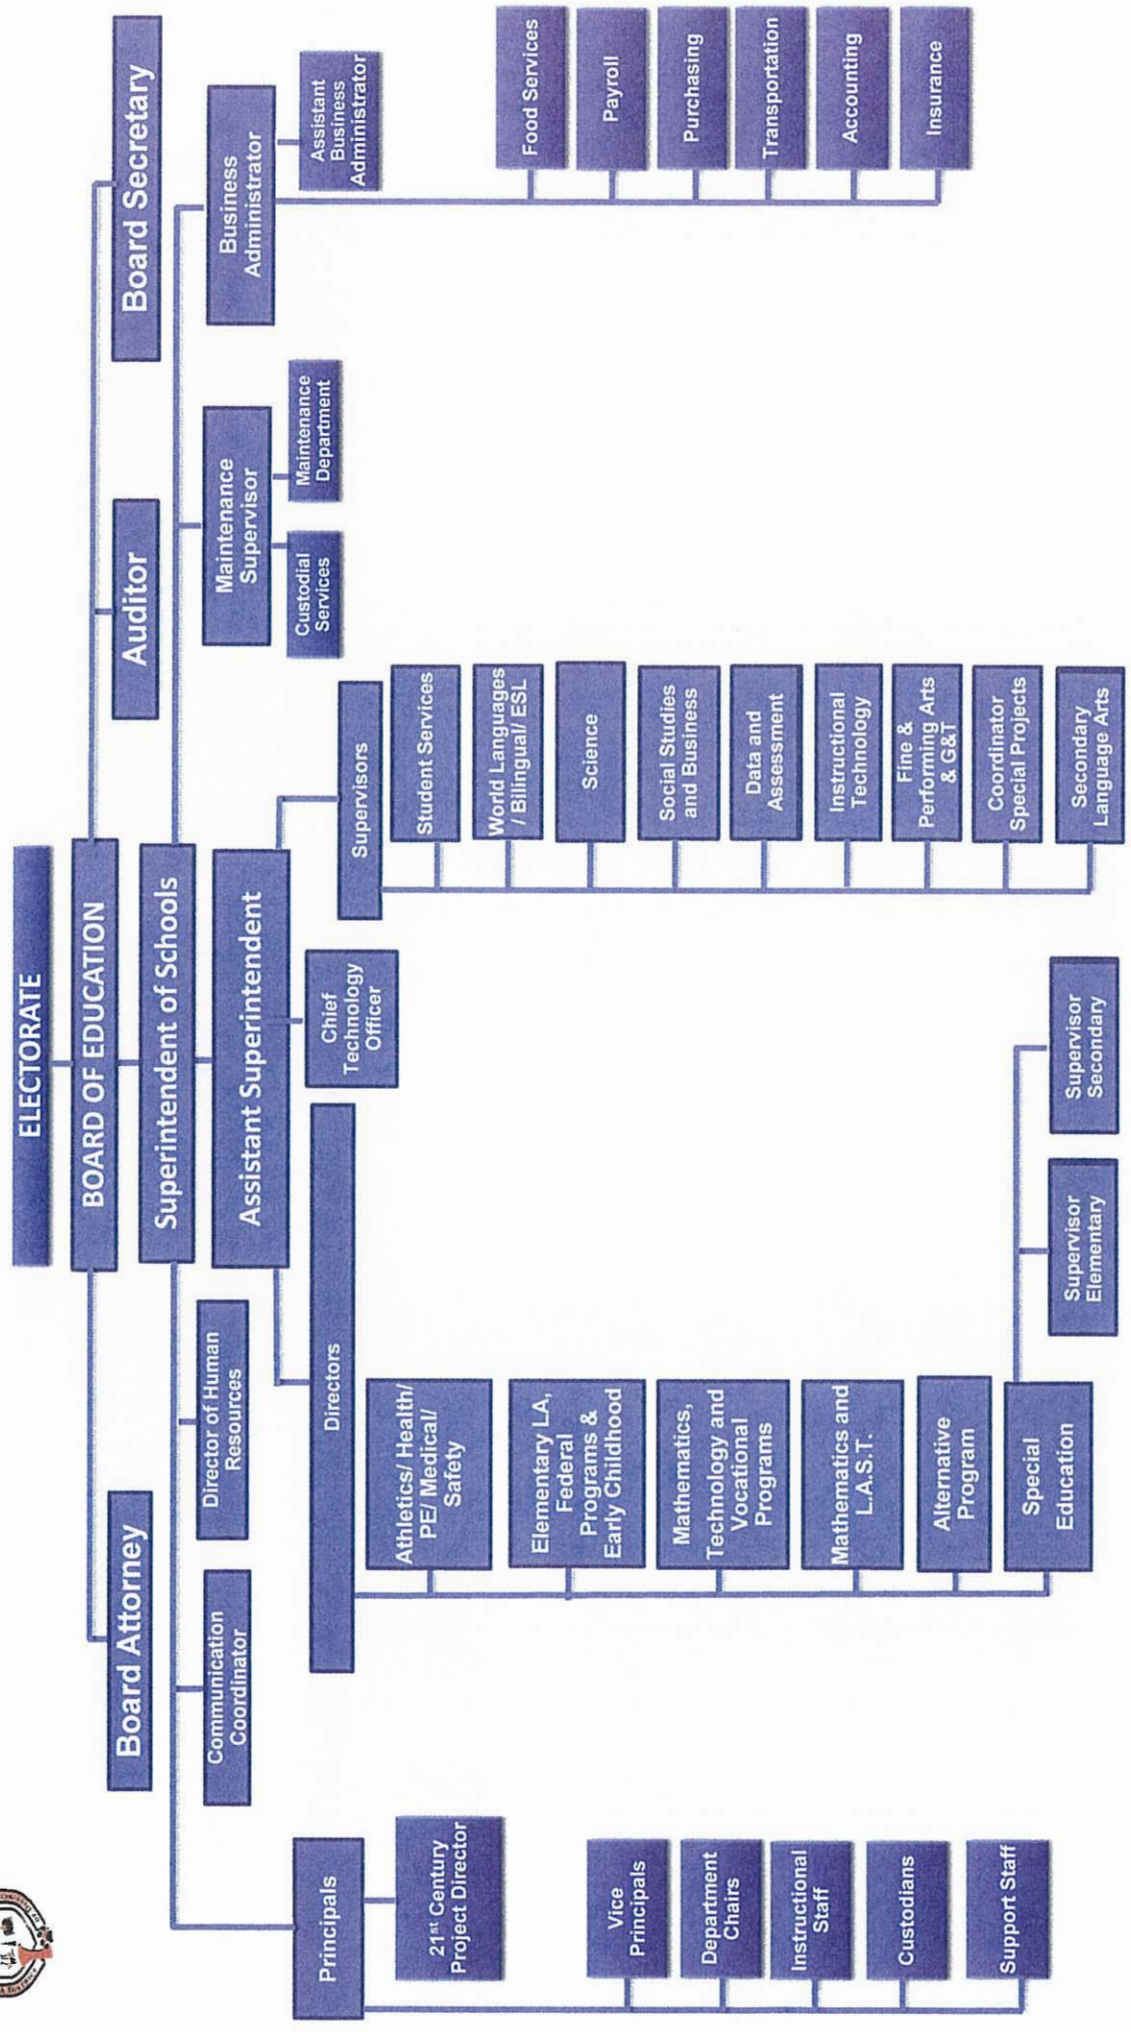 ELECTORATE
BOARD OF EDUCATION
Board Attorney
Auditor
Board Secretary
Superintendent of Schools
Communication
Coordinator
Director of Human
Resources
Assistant Superintendent
Maintenance
Supervisor
Business
Administrator
Custodial
Services
Maintenance
Department
Assistant
Business
Administrator
Principals
21st Century
Project Director
Vice
Principals
Department
Chairs
Instructional
Staff
Custodians
Support Staff
Directors
Athletics/ Health/
PE/ Medical/
Safety
Elementary LA,
Federal
Programs &
Early Childhood
Mathematics,
Technology and
Vocational
Programs
Mathematics and
L.A.S.T.
Alternative
Program
Special
Education
Supervisor
Elementary
Supervisor
Secondary
Chief
Technology
Officer
Supervisors
Student Services
World Languages
/ Bilingual/ ESL
Science
Social Studies
and Business
Data and
Assessment
Instructional
Technology
Fine &
Performing Arts
& G&T
Coordinator
Special Projects
Secondary
Language Arts
Food Services
Payroll
Purchasing
Transportation
Accounting
Insurance